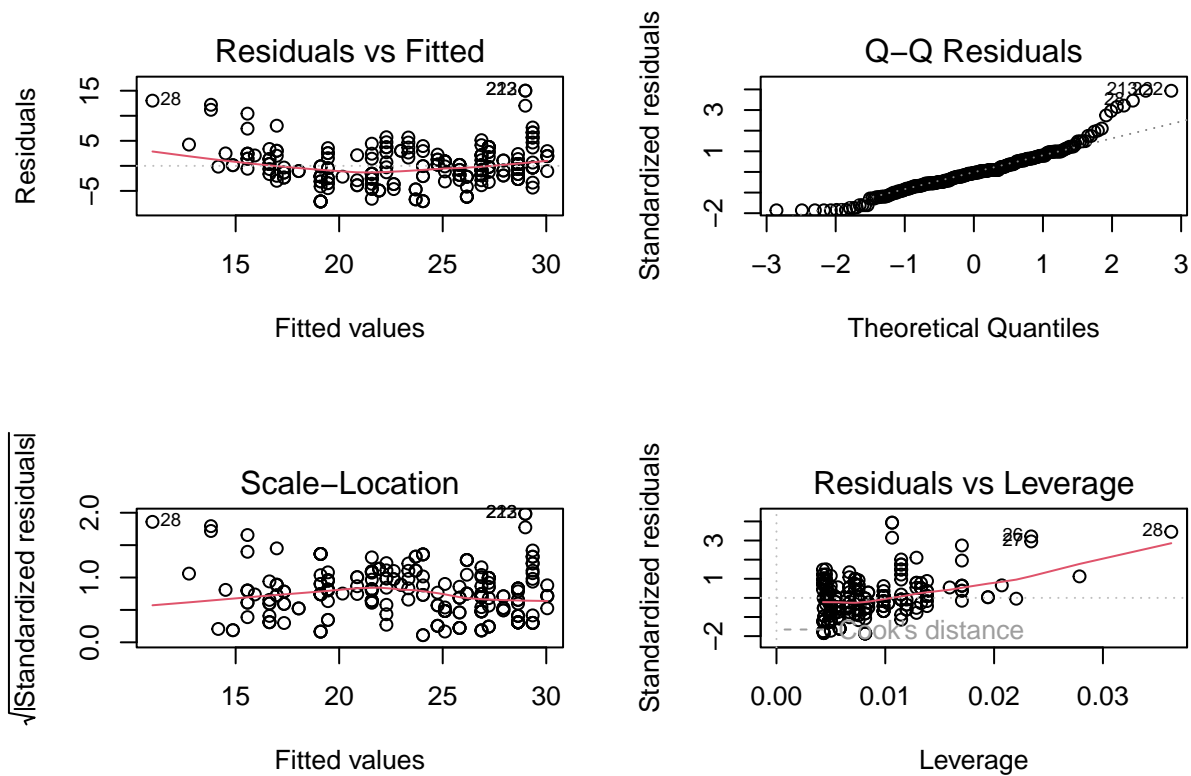 Residuals vs Fitted
Residuals
15
5
−5
28
15
20
25
30
Fitted values
Q−Q Residuals
Standardized residuals
3
1
−2
−3
−2
−1
0
1
2
3
Theoretical Quantiles
Scale−Location
√|Standardized residuals|
2.0
1.0
0.0
28
15
20
25
30
Fitted values
Residuals vs Leverage
Standardized residuals
3
1
−2
26
27
28
Cook's distance
0.00
0.01
0.02
0.03
Leverage